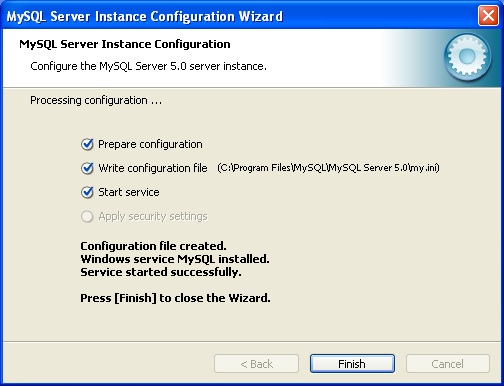 MySQL Server Instance Configuration Wizard
MySQL Server Instance Configuration
Configure the MySQL Server 5.0 server instance.
Processing configuration ...
Prepare configuration
Write configuration file (C:\Program Files\MySQL\MySQL Server 5.0\my.ini)
Start service
Apply security settings
Configuration file created.
Windows service MySQL installed.
Service started successfully.
Press [Finish] to close the Wizard.
< Back Finish Cancel